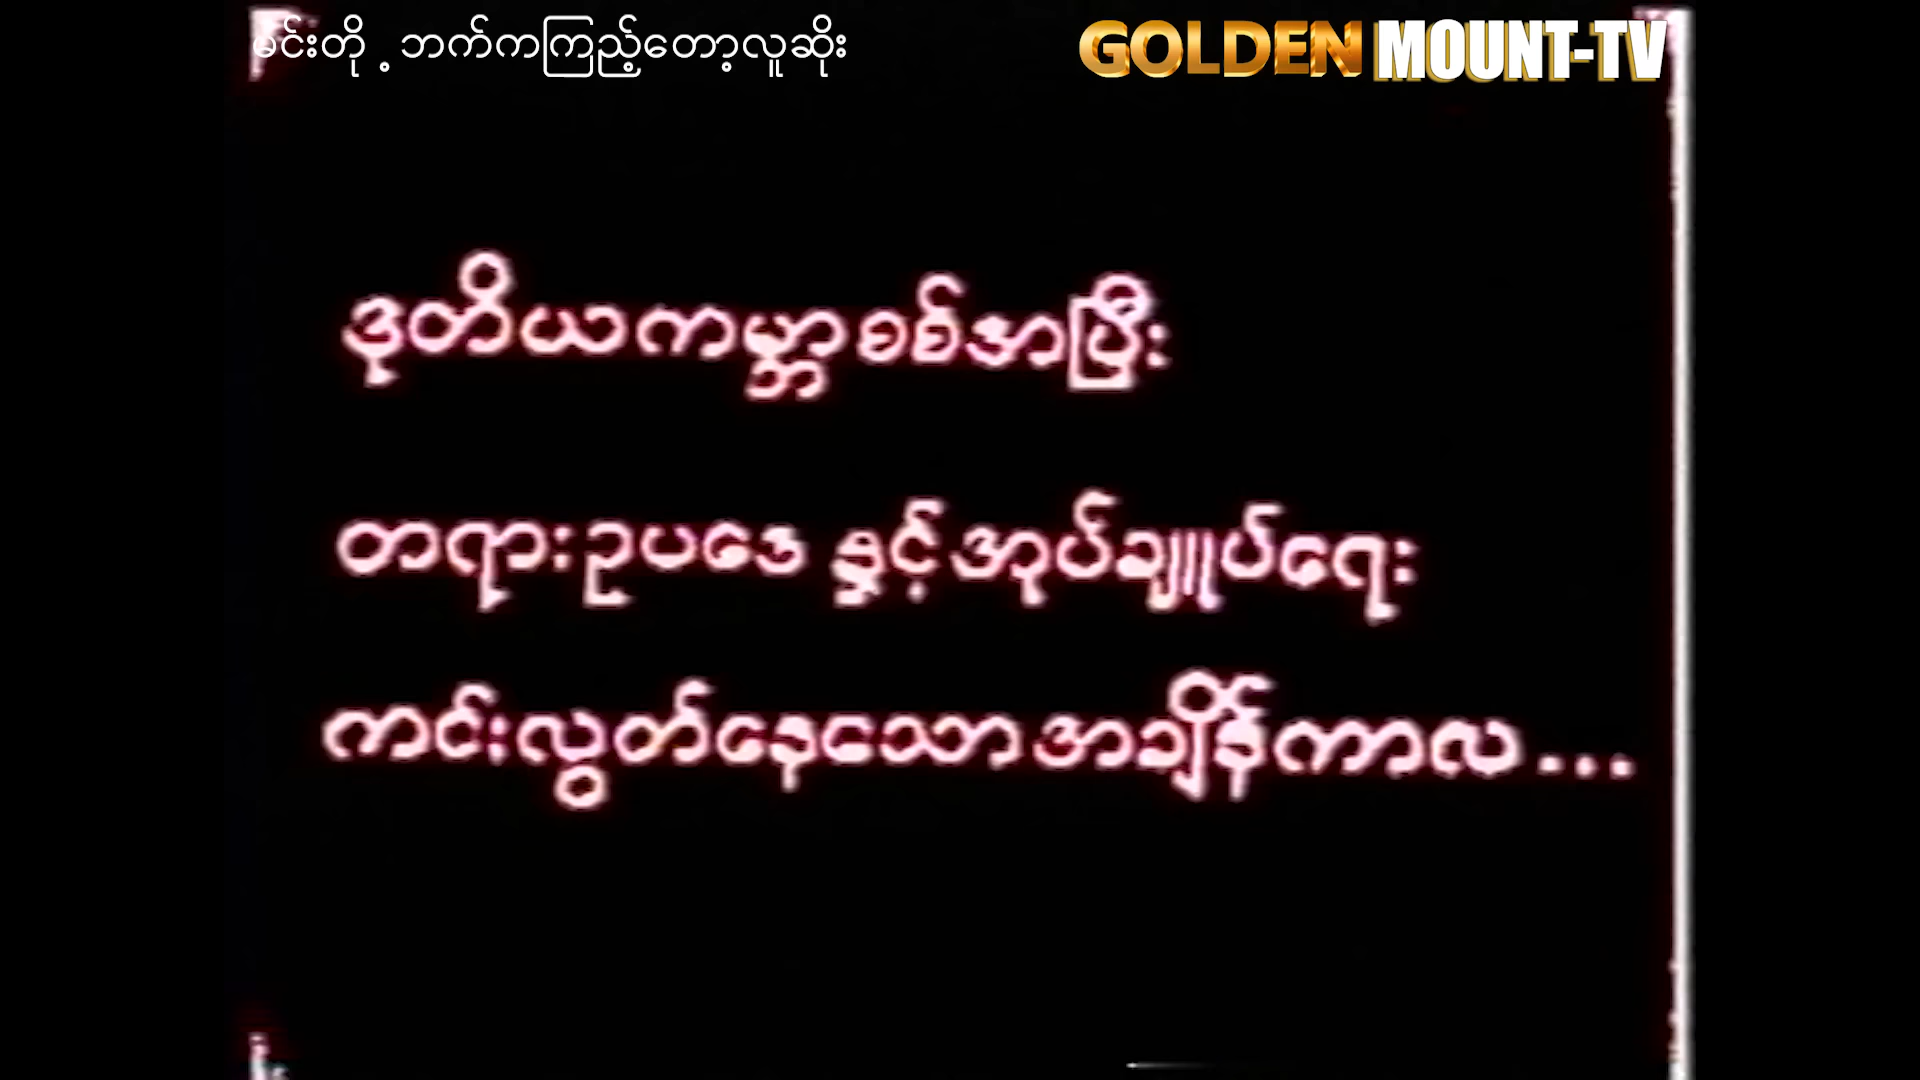 မင်းတို့ ဘက်ကကြည့်တော့လူဆိုး
GOLDEN MOUNT-TV
ဒုတိယကမ္ဘာစစ်အပြီး
တရားဥပဒေ နှင့်အုပ်ချူပ်ရေး
ကင်းလွတ်နေသောအချိန်ကာလ...